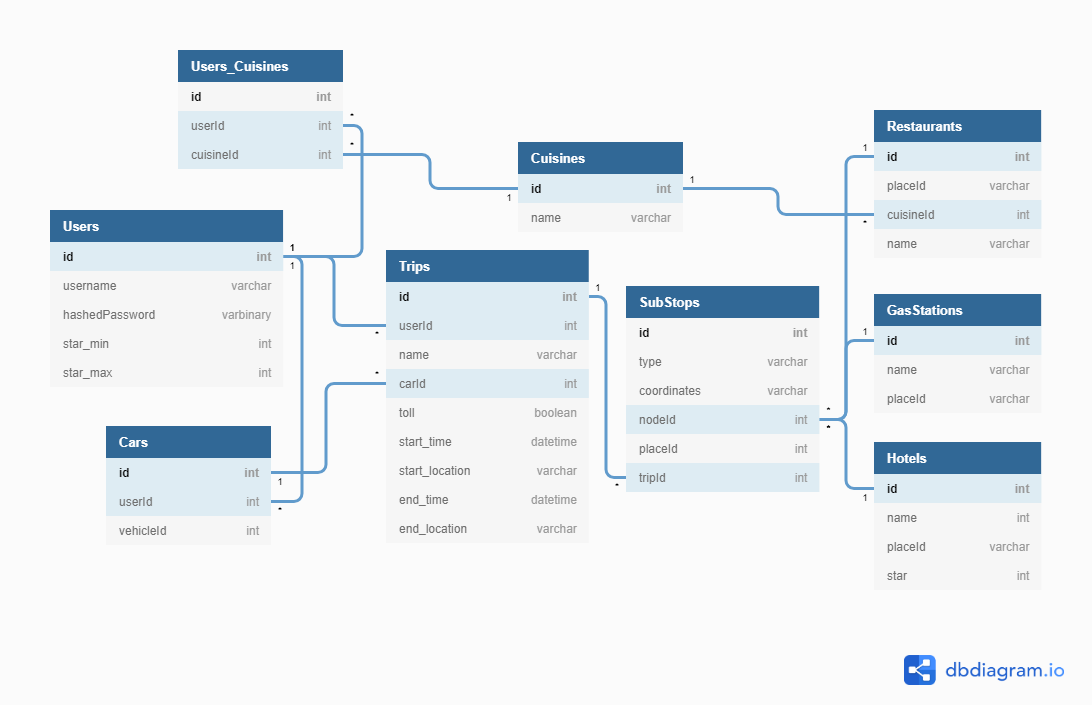 Users_Cuisines
id int
userId int
cuisineId int
Cuisines
id int
name varchar
Restaurants
id int
placeId varchar
cuisineId int
name varchar
Users
id int
username varchar
hashedPassword varbinary
star_min int
star_max int
Trips
id int
userId int
name varchar
carId int
toll boolean
start_time datetime
start_location varchar
end_time datetime
end_location varchar
SubStops
id int
type varchar
coordinates varchar
nodeId int
placeId int
tripId int
GasStations
id int
name varchar
placeId varchar
Cars
id int
userId int
vehicleId int
Hotels
id int
name int
placeId varchar
star int
*
*
1
1
*
1
1
*
*
1
*
1
*
1
*
*
1
1
1
dbdiagram.io